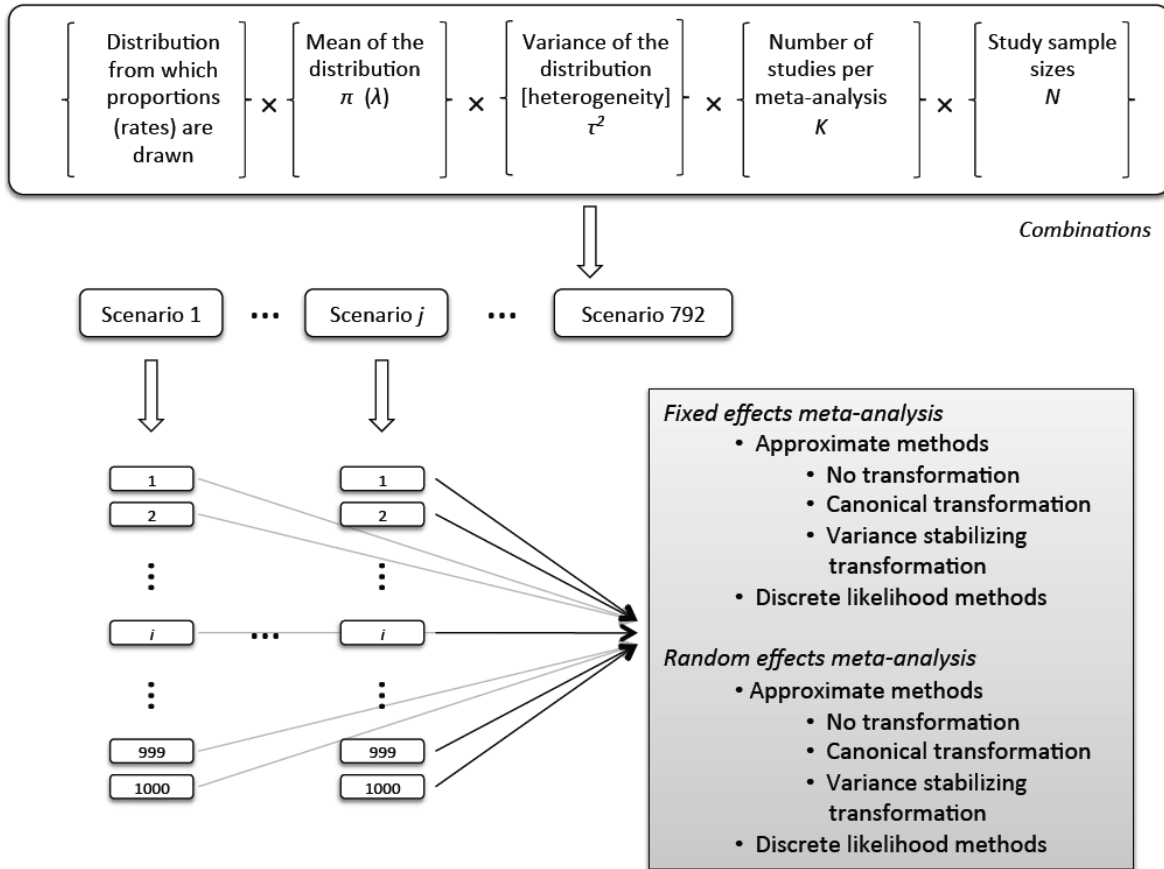 Distribution
from which
proportions
(rates) are
drawn
×
Mean of the
distribution
π (λ)
×
Variance of the
distribution
[heterogeneity]
τ²
×
Number of
studies per
meta-analysis
K
×
Study sample
sizes
N
Combinations
Scenario 1 ... Scenario j ... Scenario 792
1 1
2 2
i ... i
999 999
1000 1000
Fixed effects meta-analysis
• Approximate methods
• No transformation
• Canonical transformation
• Variance stabilizing
transformation
• Discrete likelihood methods
Random effects meta-analysis
• Approximate methods
• No transformation
• Canonical transformation
• Variance stabilizing
transformation
• Discrete likelihood methods